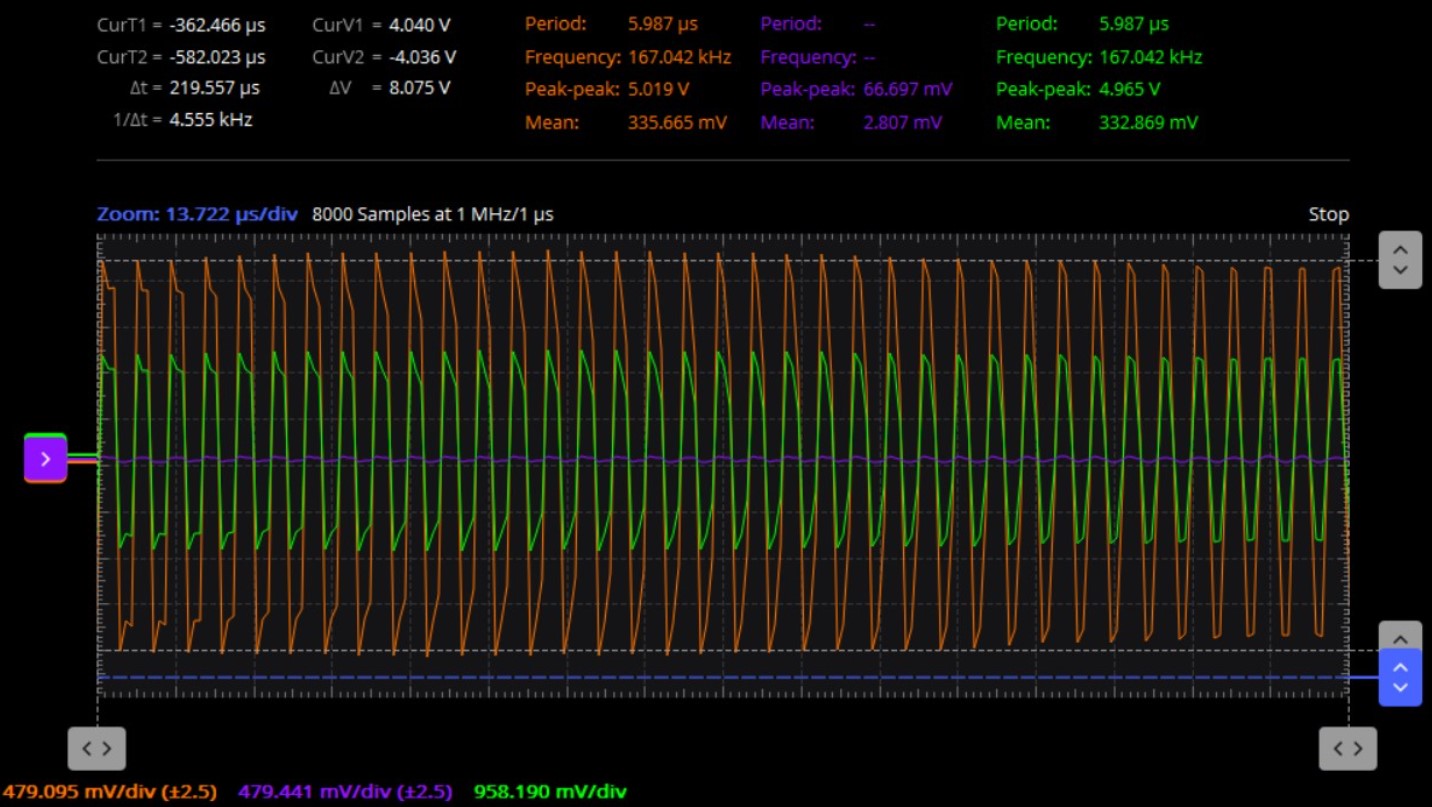 CurT1 = -362.466 µs CurV1 = 4.040 V Period: 5.987 µs Period: -- Period: 5.987 µs
CurT2 = -582.023 µs CurV2 = -4.036 V Frequency: 167.042 kHz Frequency: -- Frequency: 167.042 kHz
Δt = 219.557 µs ΔV = 8.075 V Peak-peak: 5.019 V Peak-peak: 66.697 mV Peak-peak: 4.965 V
1/Δt = 4.555 kHz Mean: 335.665 mV Mean: 2.807 mV Mean: 332.869 mV
Zoom: 13.722 µs/div 8000 Samples at 1 MHz/1 µs Stop
479.095 mV/div (±2.5) 479.441 mV/div (±2.5) 958.190 mV/div